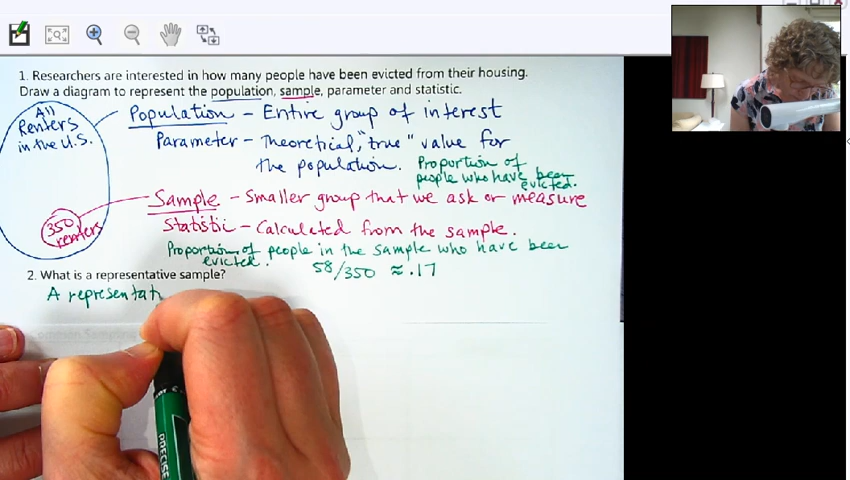 1. Researchers are interested in how many people have been evicted from their housing.
Draw a diagram to represent the population, sample, parameter and statistic.
All
Renters
in the U.S.
Population - Entire group of interest
Parameter - Theoretical, "true" value for
the population.
Proportion of
people who have been
evicted.
350
renters
Sample - Smaller group that we ask or measure
Statistic - Calculated from the sample.
Proportion of people in the sample who have been
evicted.
58/350 ≈ .17
2. What is a representative sample?
A representati